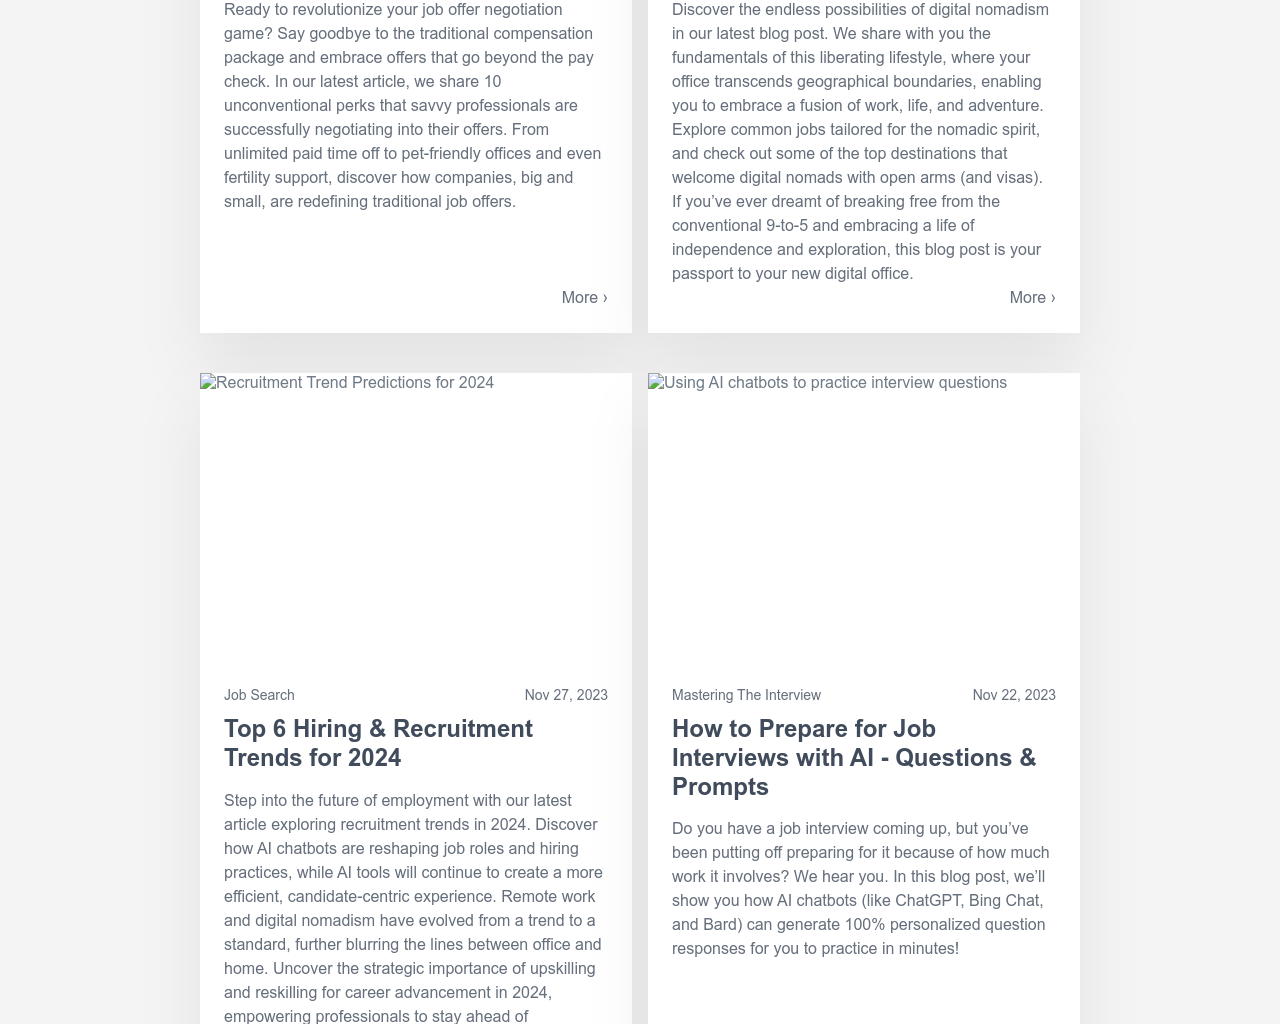 Ready to revolutionize your job offer negotiation
game? Say goodbye to the traditional compensation
package and embrace offers that go beyond the pay
check. In our latest article, we share 10
unconventional perks that savvy professionals are
successfully negotiating into their offers. From
unlimited paid time off to pet-friendly offices and even
fertility support, discover how companies, big and
small, are redefining traditional job offers.
More ›
Discover the endless possibilities of digital nomadism
in our latest blog post. We share with you the
fundamentals of this liberating lifestyle, where your
office transcends geographical boundaries, enabling
you to embrace a fusion of work, life, and adventure.
Explore common jobs tailored for the nomadic spirit,
and check out some of the top destinations that
welcome digital nomads with open arms (and visas).
If you’ve ever dreamt of breaking free from the
conventional 9-to-5 and embracing a life of
independence and exploration, this blog post is your
passport to your new digital office.
More ›
Recruitment Trend Predictions for 2024
Job Search Nov 27, 2023
Top 6 Hiring & Recruitment
Trends for 2024
Step into the future of employment with our latest
article exploring recruitment trends in 2024. Discover
how AI chatbots are reshaping job roles and hiring
practices, while AI tools will continue to create a more
efficient, candidate-centric experience. Remote work
and digital nomadism have evolved from a trend to a
standard, further blurring the lines between office and
home. Uncover the strategic importance of upskilling
and reskilling for career advancement in 2024,
empowering professionals to stay ahead of
Using AI chatbots to practice interview questions
Mastering The Interview Nov 22, 2023
How to Prepare for Job
Interviews with AI - Questions &
Prompts
Do you have a job interview coming up, but you’ve
been putting off preparing for it because of how much
work it involves? We hear you. In this blog post, we’ll
show you how AI chatbots (like ChatGPT, Bing Chat,
and Bard) can generate 100% personalized question
responses for you to practice in minutes!